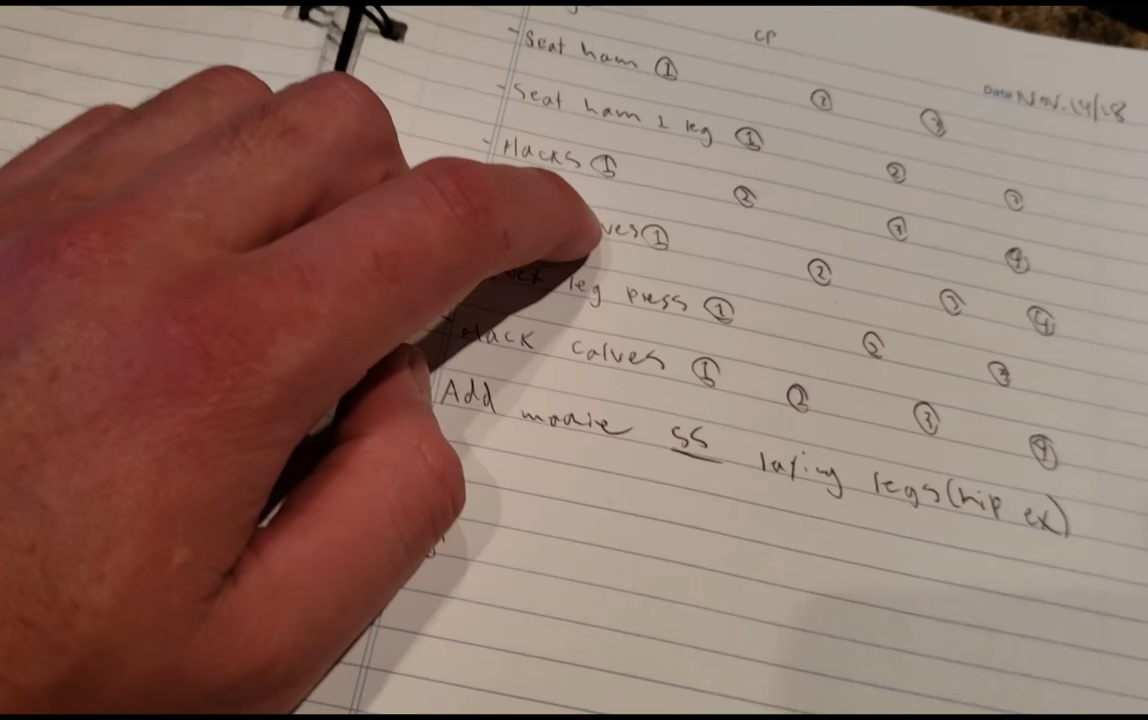 CP
Date Nov. 14/18
- Seat ham ① ② ③
- Seat ham 1 leg ① ② ③
- Hacks ① ② ③ ④
ves ① ② ③ ④
leg press ① ② ③
Hack calves ① ② ③ ④
Add machine SS laying legs (hip ex)